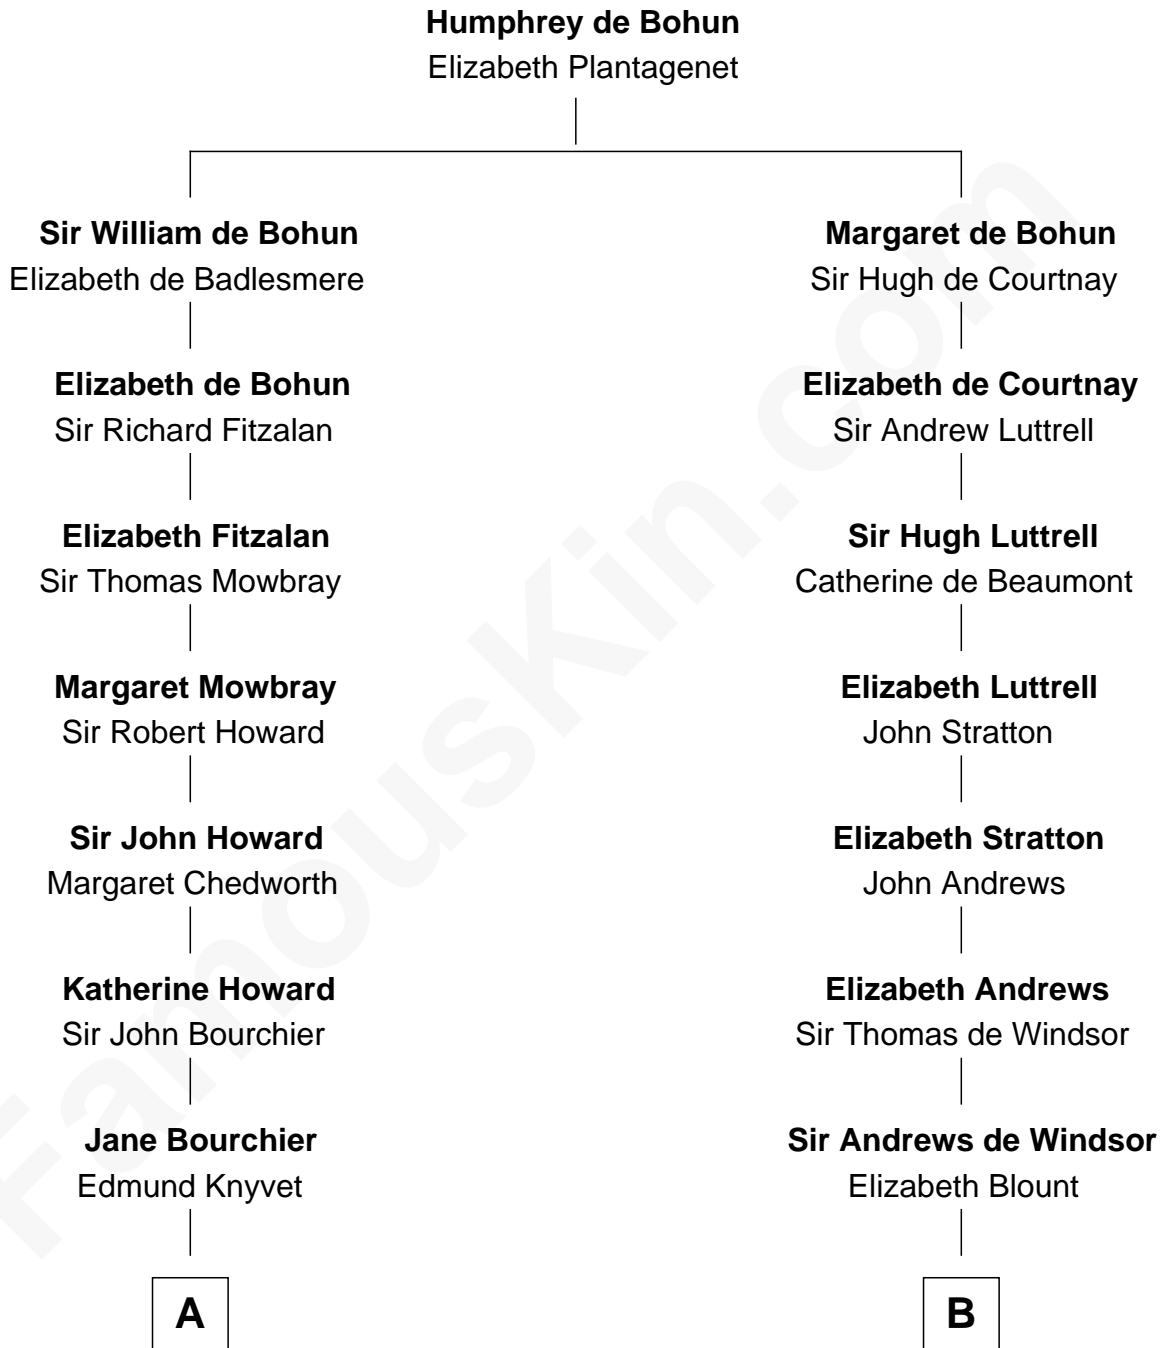 Humphrey de Bohun
Elizabeth Plantagenet
Sir William de Bohun
Elizabeth de Badlesmere
Margaret de Bohun
Sir Hugh de Courtnay
Elizabeth de Bohun
Sir Richard Fitzalan
Elizabeth de Courtnay
Sir Andrew Luttrell
Elizabeth Fitzalan
Sir Thomas Mowbray
Sir Hugh Luttrell
Catherine de Beaumont
Margaret Mowbray
Sir Robert Howard
Elizabeth Luttrell
John Stratton
Sir John Howard
Margaret Chedworth
Elizabeth Stratton
John Andrews
Katherine Howard
Sir John Bourchier
Elizabeth Andrews
Sir Thomas de Windsor
Jane Bourchier
Edmund Knyvet
Sir Andrews de Windsor
Elizabeth Blount
A
B
FamousKin.com